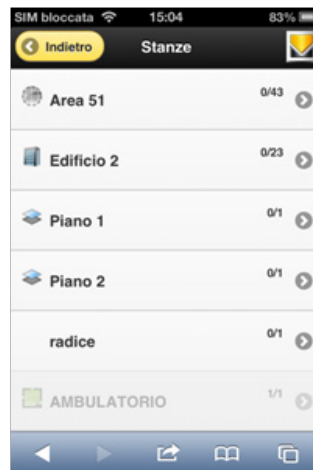 SIM bloccata 15:04 83%
Indietro Stanze
Area 51 0/43
Edificio 2 0/23
Piano 1 0/1
Piano 2 0/1
radice 0/1
AMBULATORIO 1/1